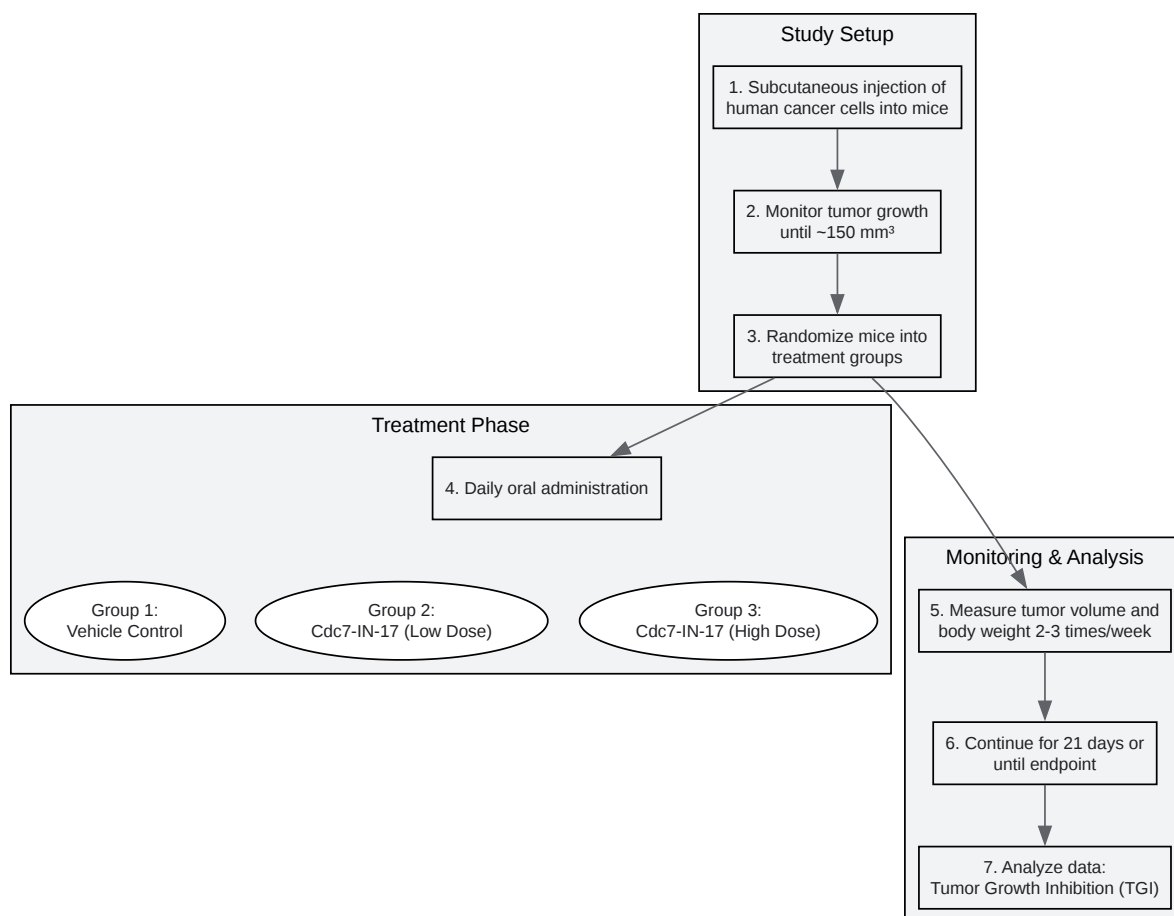 Study Setup
1. Subcutaneous injection of
human cancer cells into mice
2. Monitor tumor growth
until ~150 mm³
3. Randomize mice into
treatment groups
Treatment Phase
4. Daily oral administration
Group 1:
Vehicle Control
Group 2:
Cdc7-IN-17 (Low Dose)
Group 3:
Cdc7-IN-17 (High Dose)
Monitoring & Analysis
5. Measure tumor volume and
body weight 2-3 times/week
6. Continue for 21 days or
until endpoint
7. Analyze data:
Tumor Growth Inhibition (TGI)